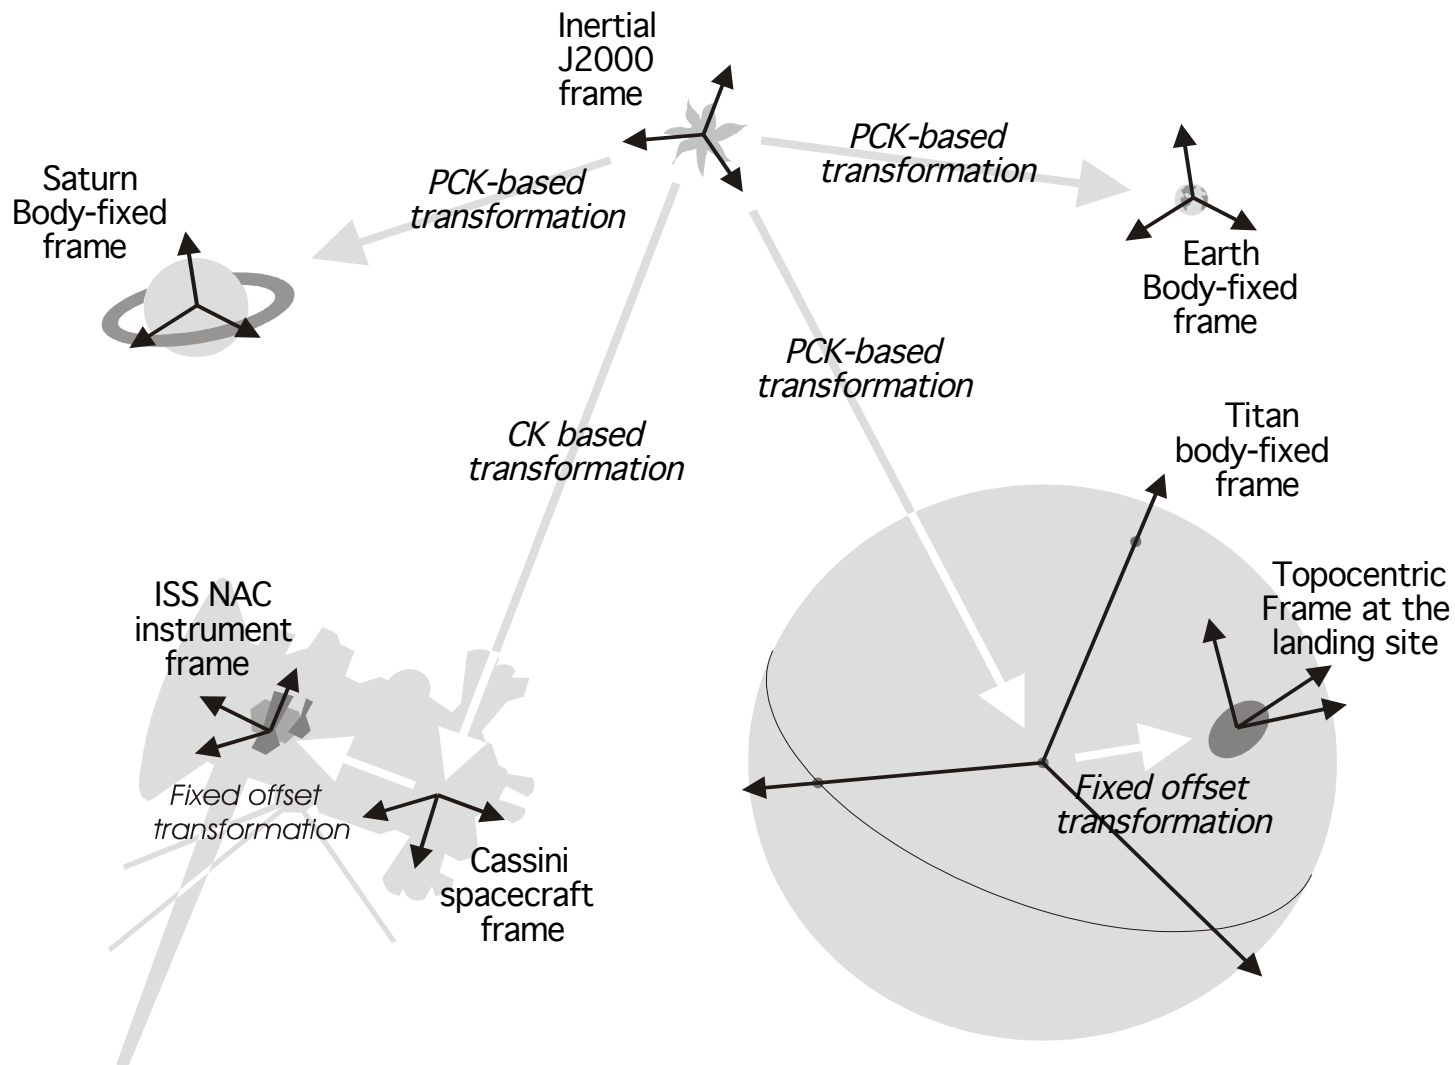 Inertial
J2000
frame
PCK-based
transformation
PCK-based
transformation
Saturn
Body-fixed
frame
Earth
Body-fixed
frame
PCK-based
transformation
CK based
transformation
Titan
body-fixed
frame
ISS NAC
instrument
frame
Topocentric
Frame at the
landing site
Fixed offset
transformation
Fixed offset
transformation
Cassini
spacecraft
frame